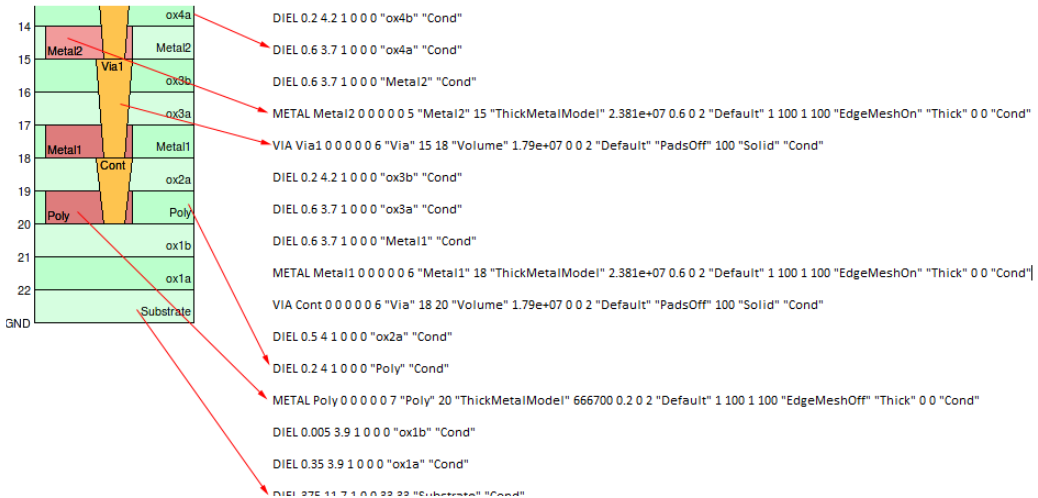 ox4a
14
Metal2 Metal2
15
Via1
ox3b
16
ox3a
17
Metal1 Metal1
18
Cont
ox2a
19
Poly Poly
20
ox1b
21
ox1a
22
Substrate
GND
DIEL 0.2 4.2 1 0 0 0 "ox4b" "Cond"
DIEL 0.6 3.7 1 0 0 0 "ox4a" "Cond"
DIEL 0.6 3.7 1 0 0 0 "Metal2" "Cond"
METAL Metal2 0 0 0 0 0 5 "Metal2" 15 "ThickMetalModel" 2.381e+07 0.6 0 2 "Default" 1 100 1 100 "EdgeMeshOn" "Thick" 0 0 "Cond"
VIA Via1 0 0 0 0 0 6 "Via" 15 18 "Volume" 1.79e+07 0 0 2 "Default" "PadsOff" 100 "Solid" "Cond"
DIEL 0.2 4.2 1 0 0 0 "ox3b" "Cond"
DIEL 0.6 3.7 1 0 0 0 "ox3a" "Cond"
DIEL 0.6 3.7 1 0 0 0 "Metal1" "Cond"
METAL Metal1 0 0 0 0 0 6 "Metal1" 18 "ThickMetalModel" 2.381e+07 0.6 0 2 "Default" 1 100 1 100 "EdgeMeshOn" "Thick" 0 0 "Cond"
VIA Cont 0 0 0 0 0 6 "Via" 18 20 "Volume" 1.79e+07 0 0 2 "Default" "PadsOff" 100 "Solid" "Cond"
DIEL 0.5 4 1 0 0 0 "ox2a" "Cond"
DIEL 0.2 4 1 0 0 0 "Poly" "Cond"
METAL Poly 0 0 0 0 0 7 "Poly" 20 "ThickMetalModel" 666700 0.2 0 2 "Default" 1 100 1 100 "EdgeMeshOff" "Thick" 0 0 "Cond"
DIEL 0.005 3.9 1 0 0 0 "ox1b" "Cond"
DIEL 0.35 3.9 1 0 0 0 "ox1a" "Cond"
DIEL 375 11.7 1 0 0 33.33 "Substrate" "Cond"